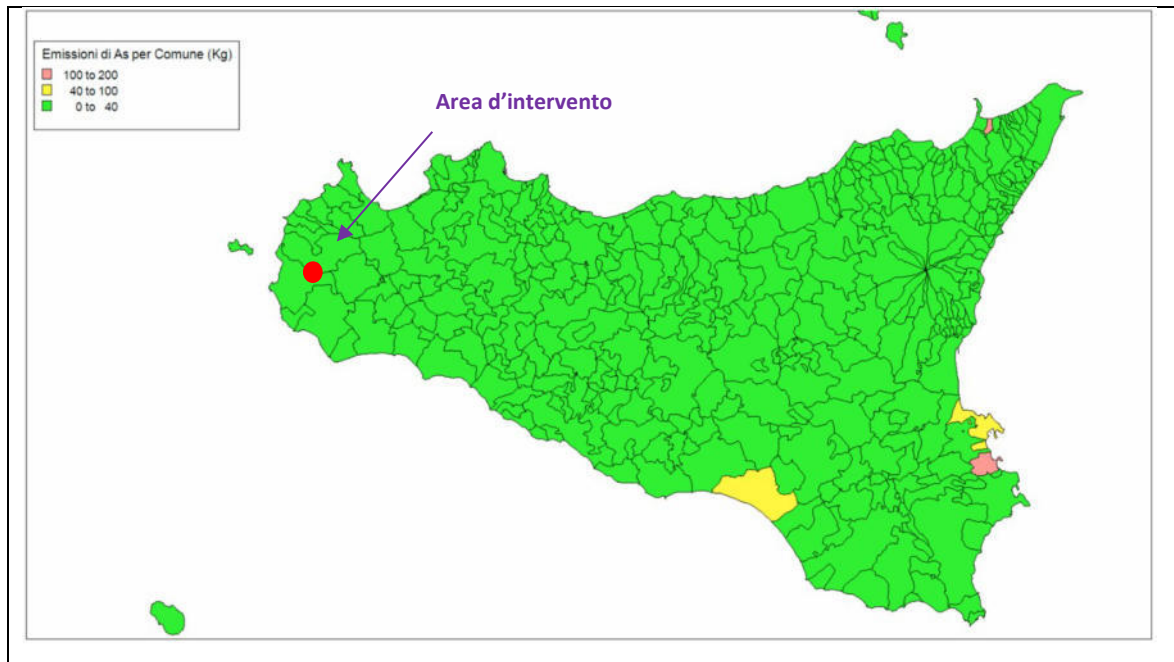 Emissioni di As per Comune (Kg)
100 to 200
40 to 100
0 to 40
Area d’intervento